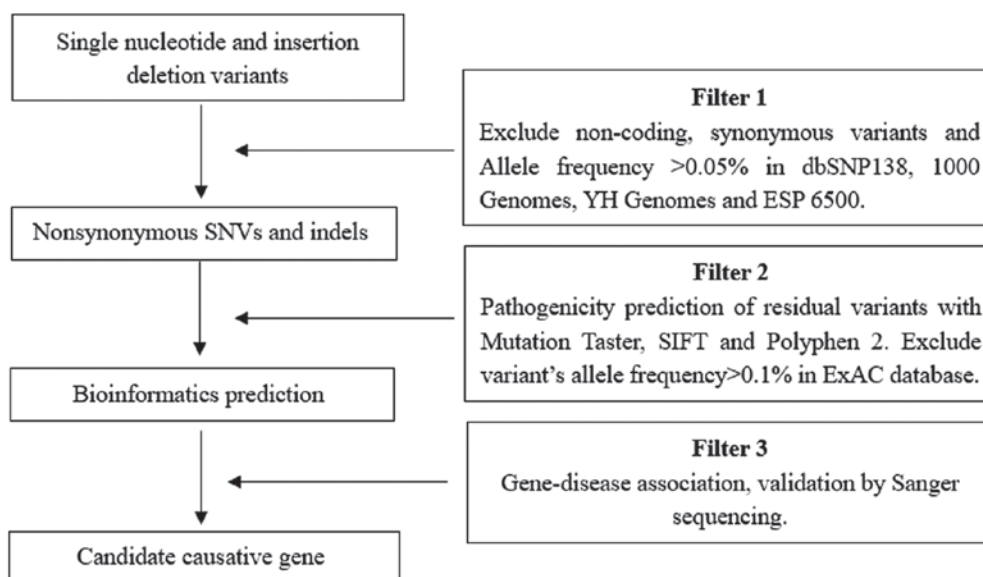 Single nucleotide and insertion
deletion variants
Filter 1
Exclude non-coding, synonymous variants and
Allele frequency >0.05% in dbSNP138, 1000
Genomes, YH Genomes and ESP 6500.
Nonsynonymous SNVs and indels
Filter 2
Pathogenicity prediction of residual variants with
Mutation Taster, SIFT and Polyphen 2. Exclude
variant's allele frequency>0.1% in ExAC database.
Bioinformatics prediction
Filter 3
Gene-disease association, validation by Sanger
sequencing.
Candidate causative gene